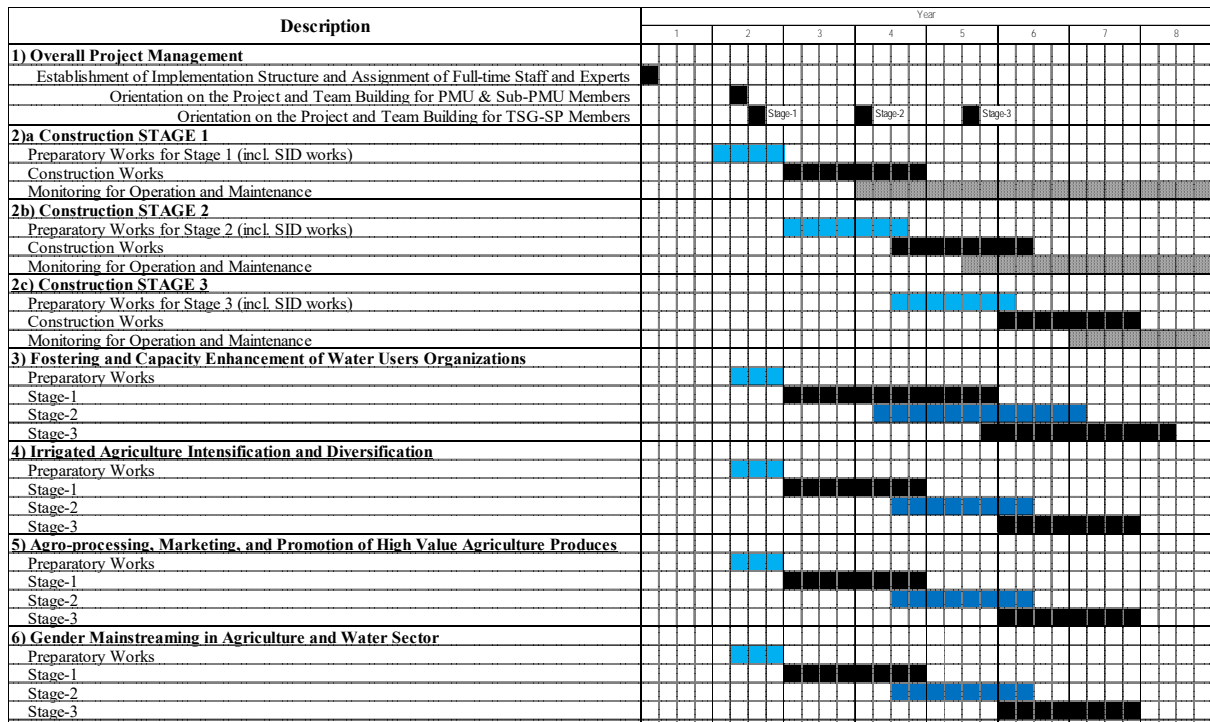 Description
Year
1 2 3 4 5 6 7 8
1) Overall Project Management
Establishment of Implementation Structure and Assignment of Full-time Staff and Experts
Orientation on the Project and Team Building for PMU & Sub-PMU Members
Orientation on the Project and Team Building for TSG-SP Members Stage-1 Stage-2 Stage-3
2)a Construction STAGE 1
Preparatory Works for Stage 1 (incl. SID works)
Construction Works
Monitoring for Operation and Maintenance
2b) Construction STAGE 2
Preparatory Works for Stage 2 (incl. SID works)
Construction Works
Monitoring for Operation and Maintenance
2c) Construction STAGE 3
Preparatory Works for Stage 3 (incl. SID works)
Construction Works
Monitoring for Operation and Maintenance
3) Fostering and Capacity Enhancement of Water Users Organizations
Preparatory Works
Stage-1
Stage-2
Stage-3
4) Irrigated Agriculture Intensification and Diversification
Preparatory Works
Stage-1
Stage-2
Stage-3
5) Agro-processing, Marketing, and Promotion of High Value Agriculture Produces
Preparatory Works
Stage-1
Stage-2
Stage-3
6) Gender Mainstreaming in Agriculture and Water Sector
Preparatory Works
Stage-1
Stage-2
Stage-3